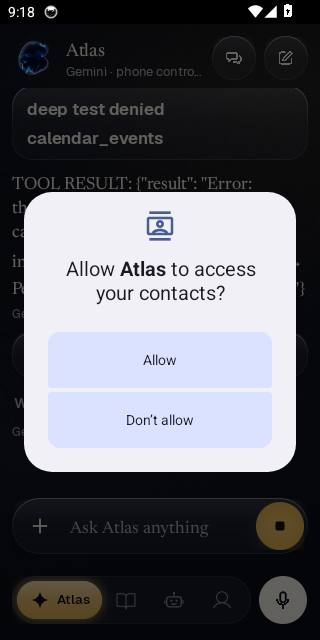 9:18
Atlas
Gemini · phone contro...
deep test denied
calendar_events
TOOL RESULT: {"result": "Error:
Allow Atlas to access
your contacts?
Allow
Don't allow
Ask Atlas anything
Atlas